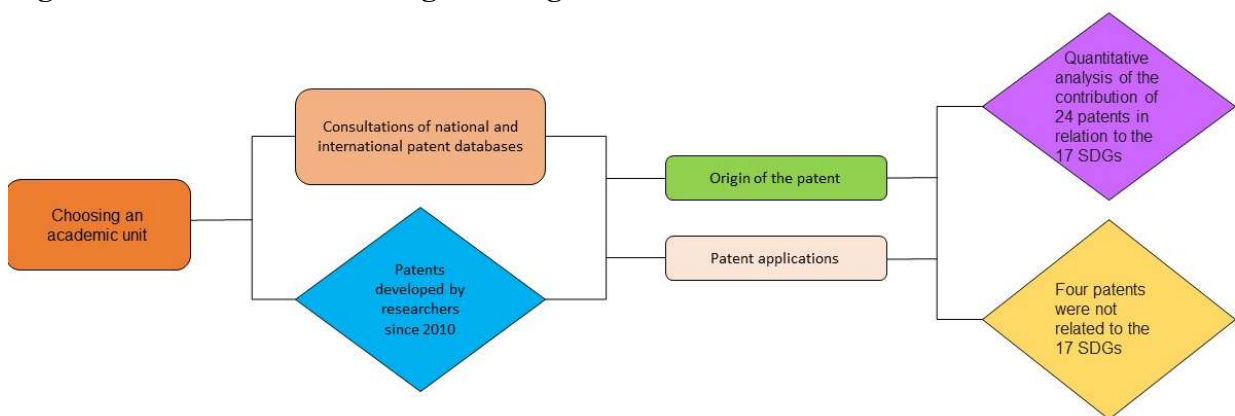 Choosing an
academic unit
Consultations of national and
international patent databases
Patents
developed by
researchers
since 2010
Origin of the patent
Patent applications
Quantitative
analysis of the
contribution of
24 patents in
relation to the
17 SDGs
Four patents
were not
related to the
17 SDGs